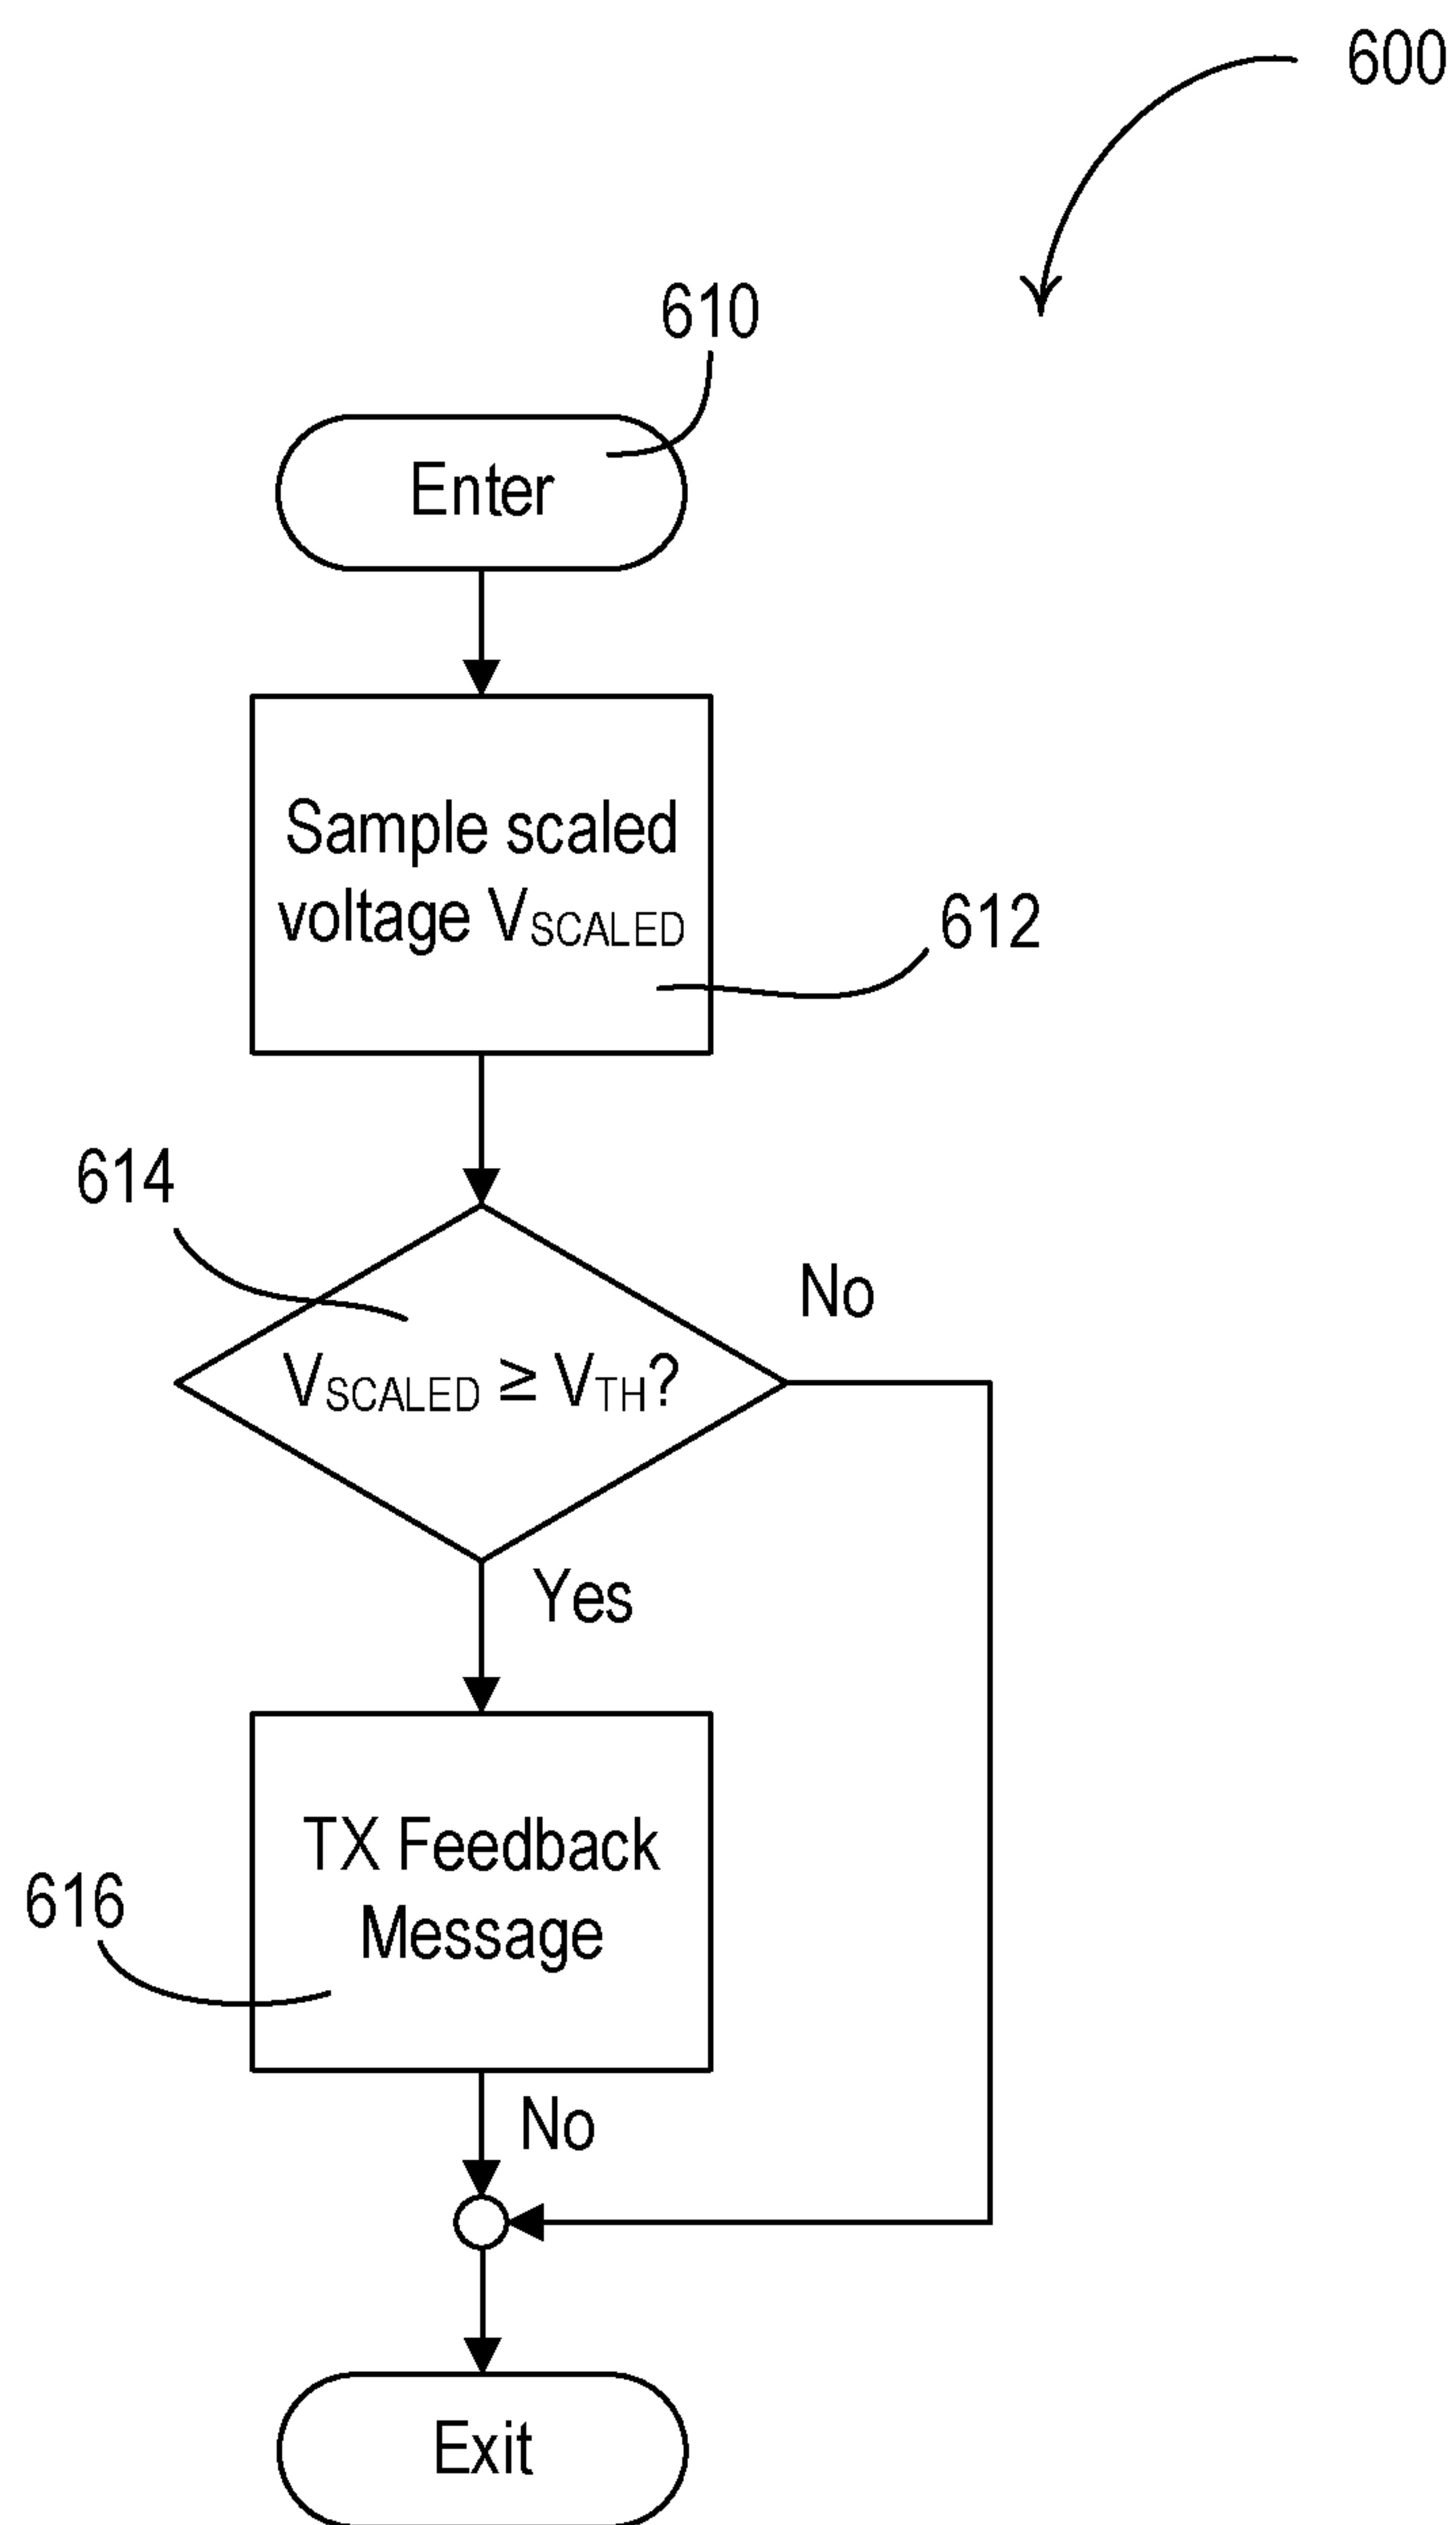 600
610
Enter
Sample scaled
voltage VSCALED
612
614
No
VSCALED ≥ VTH?
Yes
TX Feedback
Message
616
No
Exit